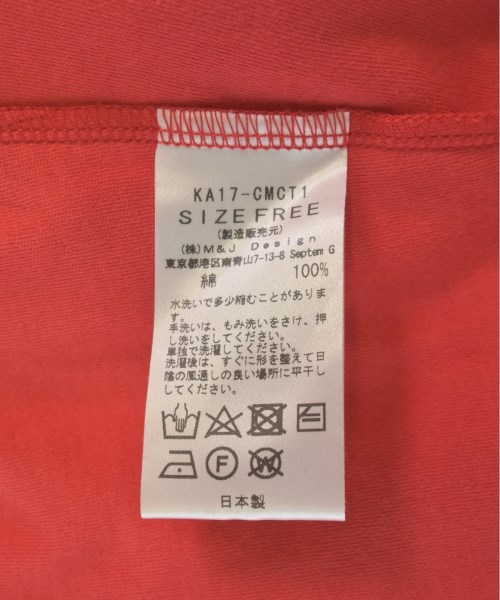 KA17-CMCT1
SIZE FREE
(製造販売元)
(株)M&J Design
東京都港区南青山7-13-8 Septem G
綿 100%
水洗いで多少縮むことがありま
す。
手洗いは、もみ洗いをさけ、押
し洗いをしてください。
単独で洗濯してください。
洗濯後は、すぐに形を整えて日
陰の風通しの良い場所に平干し
してください。
F
W
日本製